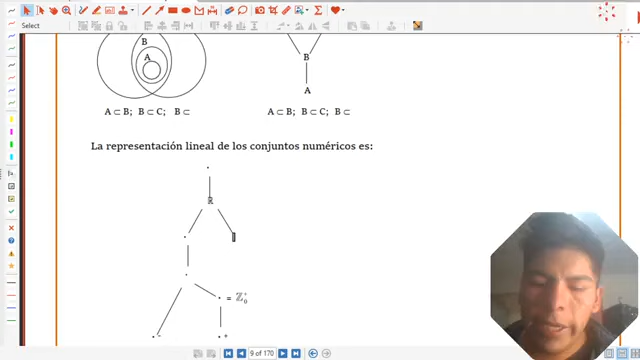 Select
B
A
B
A
A ⊂ B; B ⊂ C; B ⊂
A ⊂ B; B ⊂ C; B ⊂
La representación lineal de los conjuntos numéricos es:
ℝ
𝕀
= ℤ₀⁺
-
+
9 of 170